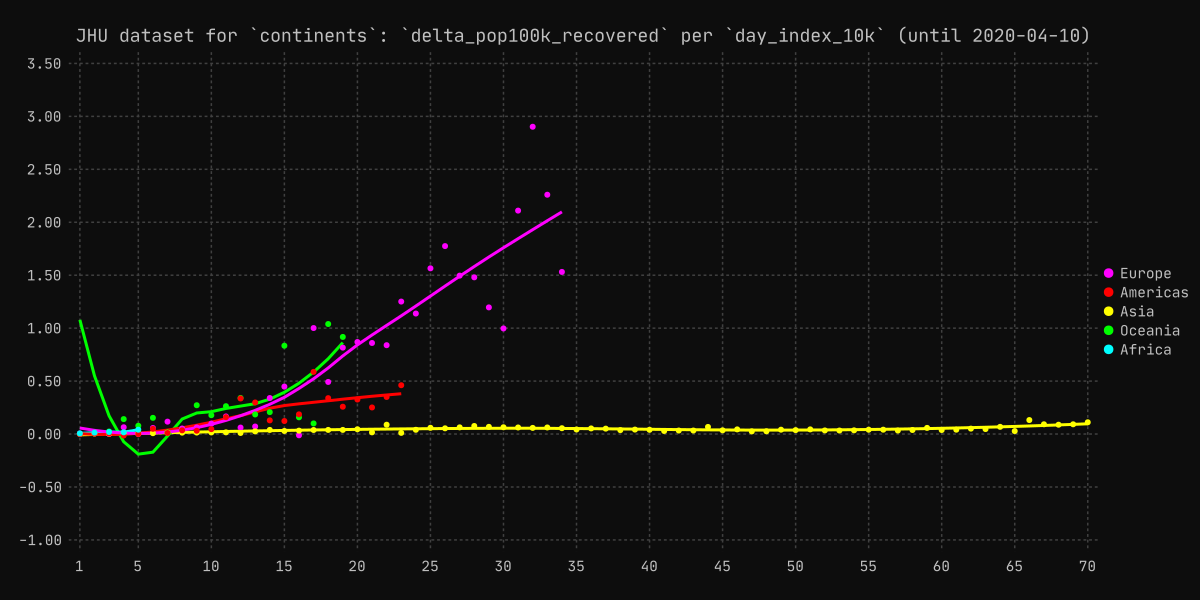 JHU dataset for `continents`: `delta_pop100k_recovered` per `day_index_10k` (until 2020-04-10)
3.50
3.00
2.50
2.00
1.50
1.00
0.50
0.00
-0.50
-1.00
1 5 10 15 20 25 30 35 40 45 50 55 60 65 70
Europe
Americas
Asia
Oceania
Africa